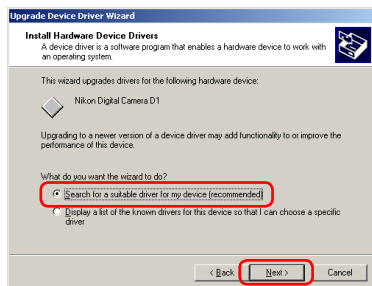 Upgrade Device Driver Wizard
Install Hardware Device Drivers
A device driver is a software program that enables a hardware device to work with
an operating system.
This wizard upgrades drivers for the following hardware device:
Nikon Digital Camera D1
Upgrading to a newer version of a device driver may add functionality to or improve the
performance of this device.
What do you want the wizard to do?
Search for a suitable driver for my device (recommended)
Display a list of the known drivers for this device so that I can choose a specific
driver
< Back Next > Cancel